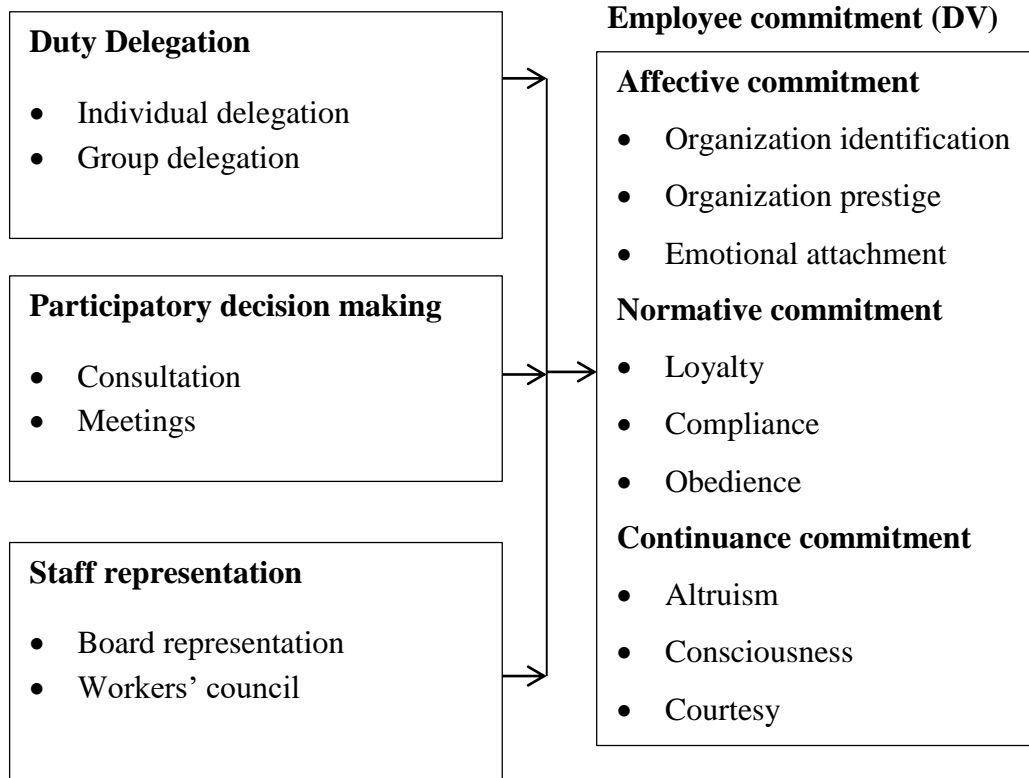 Duty Delegation
• Individual delegation
• Group delegation
Participatory decision making
• Consultation
• Meetings
Staff representation
• Board representation
• Workers’ council
Employee commitment (DV)
Affective commitment
• Organization identification
• Organization prestige
• Emotional attachment
Normative commitment
• Loyalty
• Compliance
• Obedience
Continuance commitment
• Altruism
• Consciousness
• Courtesy